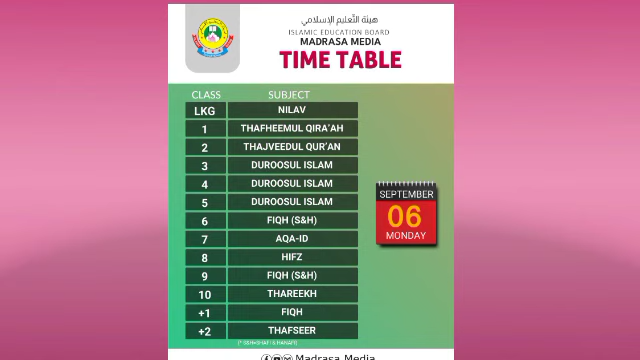 هيئة التعليم الإسلامي
ISLAMIC EDUCATION BOARD
MADRASA MEDIA
TIME TABLE
CLASS SUBJECT
LKG NILAV
1 THAFHEEMUL QIRA'AH
2 THAJVEEDUL QUR'AN
3 DUROOSUL ISLAM
4 DUROOSUL ISLAM
5 DUROOSUL ISLAM
6 FIQH (S&H)
7 AQA-ID
8 HIFZ
9 FIQH (S&H)
10 THAREEKH
+1 FIQH
+2 THAFSEER
(* S&H=SHAFI & HANAFI)
SEPTEMBER
06
MONDAY
Madrasa Media